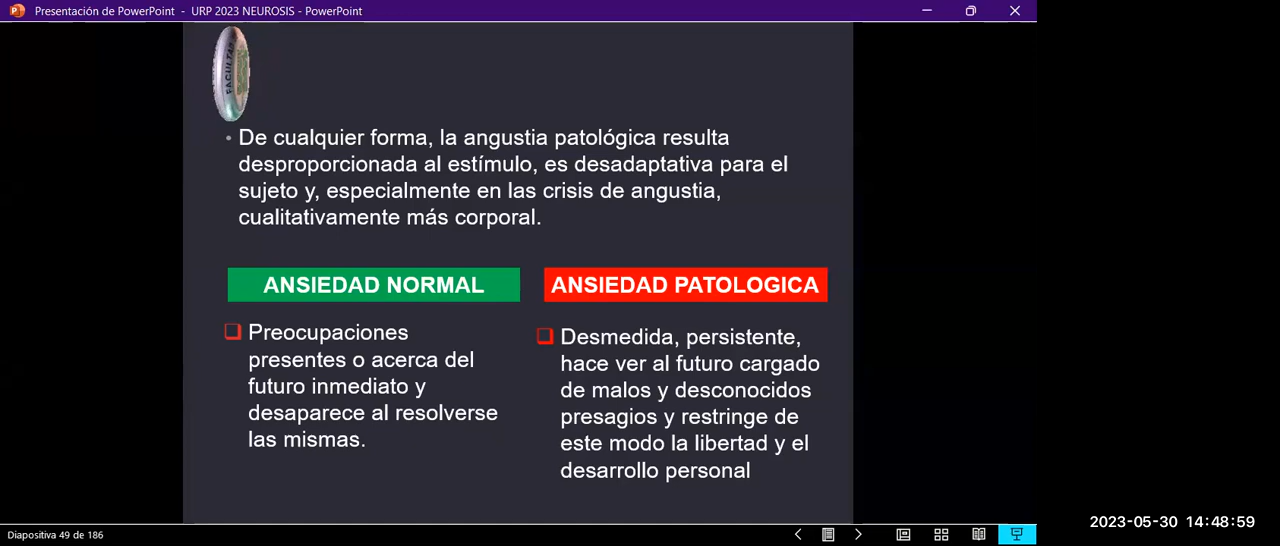 Presentación de PowerPoint - URP 2023 NEUROSIS - PowerPoint
FACULTAD
• De cualquier forma, la angustia patológica resulta
desproporcionada al estímulo, es desadaptativa para el
sujeto y, especialmente en las crisis de angustia,
cualitativamente más corporal.
ANSIEDAD NORMAL
Preocupaciones
presentes o acerca del
futuro inmediato y
desaparece al resolverse
las mismas.
ANSIEDAD PATOLOGICA
Desmedida, persistente,
hace ver al futuro cargado
de malos y desconocidos
presagios y restringe de
este modo la libertad y el
desarrollo personal
Diapositiva 49 de 186
2023-05-30 14:48:59